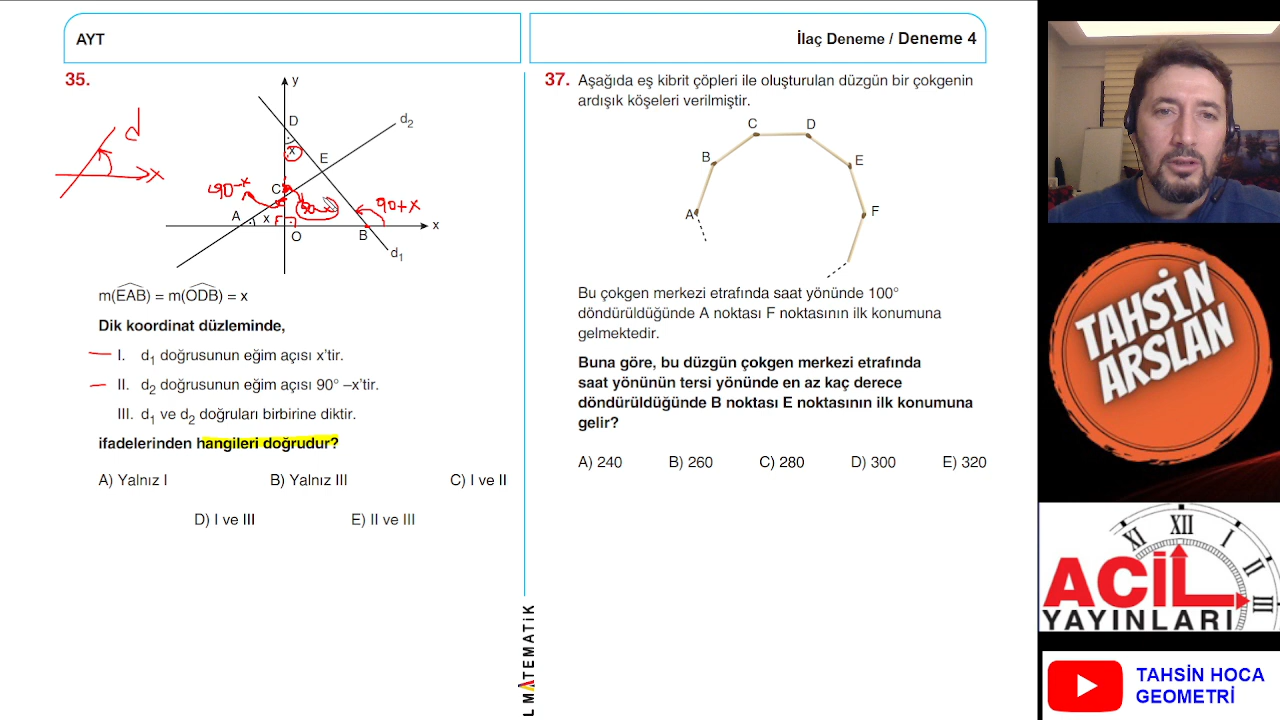 AYT
İlaç Deneme / Deneme 4
35.
y
D
d2
x
E
d
x
90-x
C
90-x
90+x
A
x
O
B
x
d1
m(EAB) = m(ODB) = x
Dik koordinat düzleminde,
I. d1 doğrusunun eğim açısı x'tir.
II. d2 doğrusunun eğim açısı 90° –x'tir.
III. d1 ve d2 doğruları birbirine diktir.
ifadelerinden hangileri doğrudur?
A) Yalnız I B) Yalnız III C) I ve II
D) I ve III E) II ve III
37. Aşağıda eş kibrit çöpleri ile oluşturulan düzgün bir çokgenin
ardışık köşeleri verilmiştir.
C D
B E
A F
Bu çokgen merkezi etrafında saat yönünde 100°
döndürüldüğünde A noktası F noktasının ilk konumuna
gelmektedir.
Buna göre, bu düzgün çokgen merkezi etrafında
saat yönünün tersi yönünde en az kaç derece
döndürüldüğünde B noktası E noktasının ilk konumuna
gelir?
A) 240 B) 260 C) 280 D) 300 E) 320
L MATEMATİK
TAHSİN
ARSLAN
XI XII I II III
ACİL
YAYINLARI
TAHSİN HOCA
GEOMETRİ